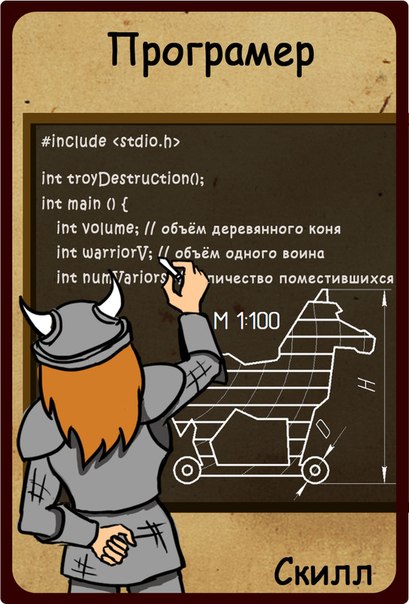 Програмер
#include <stdio.h>
int troyDestruction();
int main () {
int volume; // объём деревянного коня
int warriorV; // объём одного воина
int numVariors личество поместившихся
М 1:100
H
D
Скилл